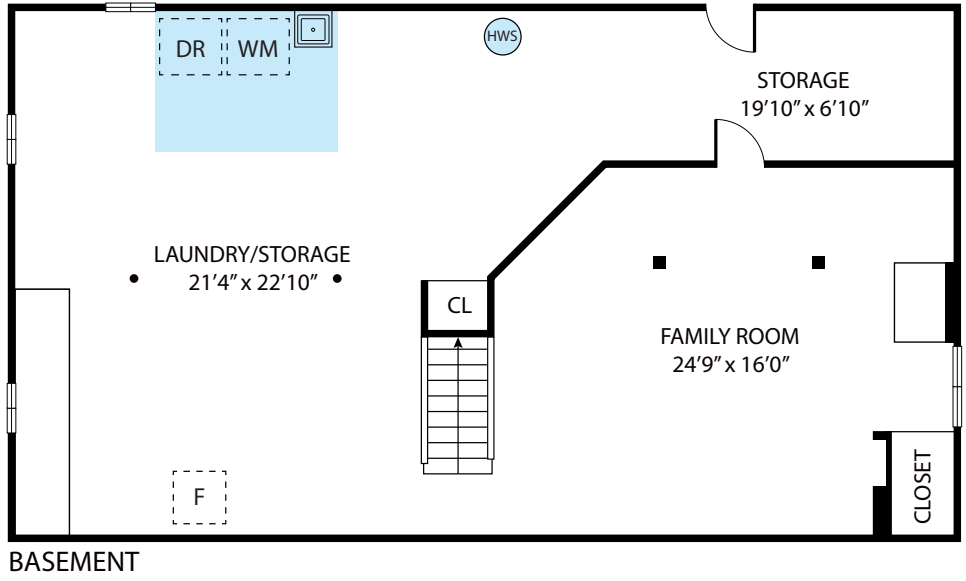 DR
WM
HWS
STORAGE
19’10” x 6’10”
LAUNDRY/STORAGE
21’4” x 22’10”
CL
FAMILY ROOM
24’9” x 16’0”
F
CLOSET
BASEMENT